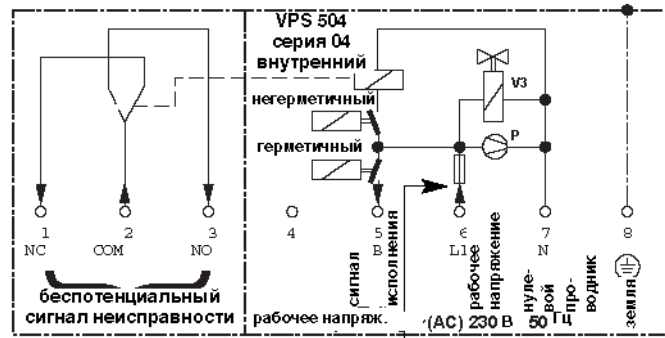 VPS 504
серия 04
внутренний
V3
негерметичный
P
герметичный
1 2 3 4 5 6 7 8
NC COM NO B L1 N
сигнал исполнения
рабочее напряжение
нуле-
вой
про-
водник
земля
беспотенциальный
сигнал неисправности
рабочее напряж. (AC) 230 В 50 Гц